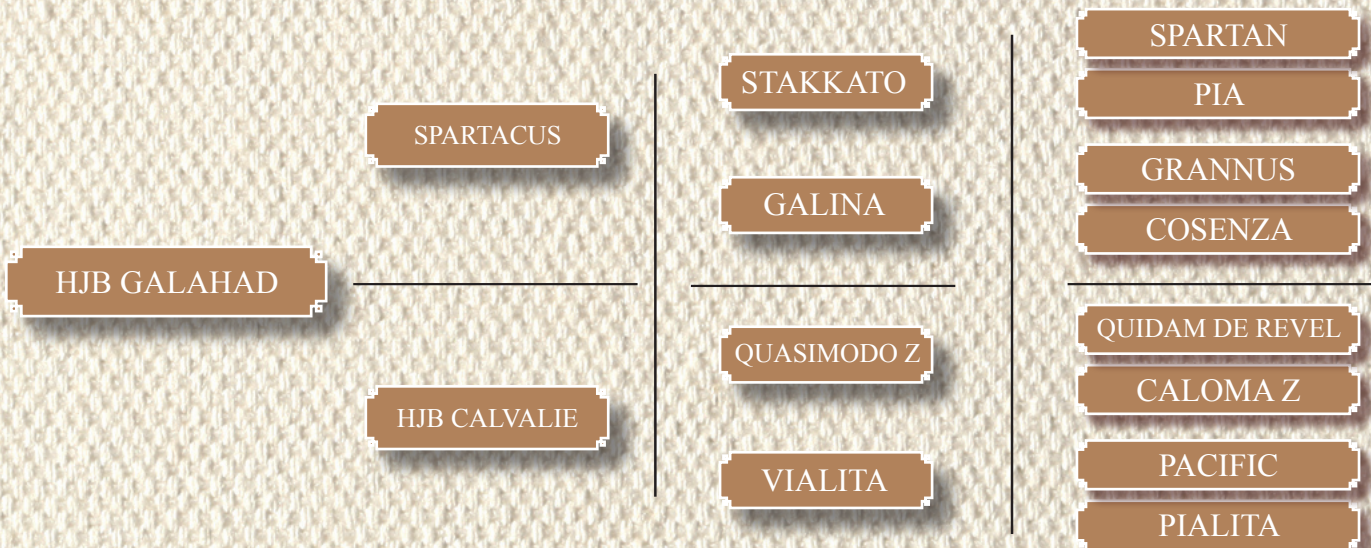 HJB GALAHAD
SPARTACUS
HJB CALVALIE
STAKKATO
GALINA
QUASIMODO Z
VIALITA
SPARTAN
PIA
GRANNUS
COSENZA
QUIDAM DE REVEL
CALOMA Z
PACIFIC
PIALITA